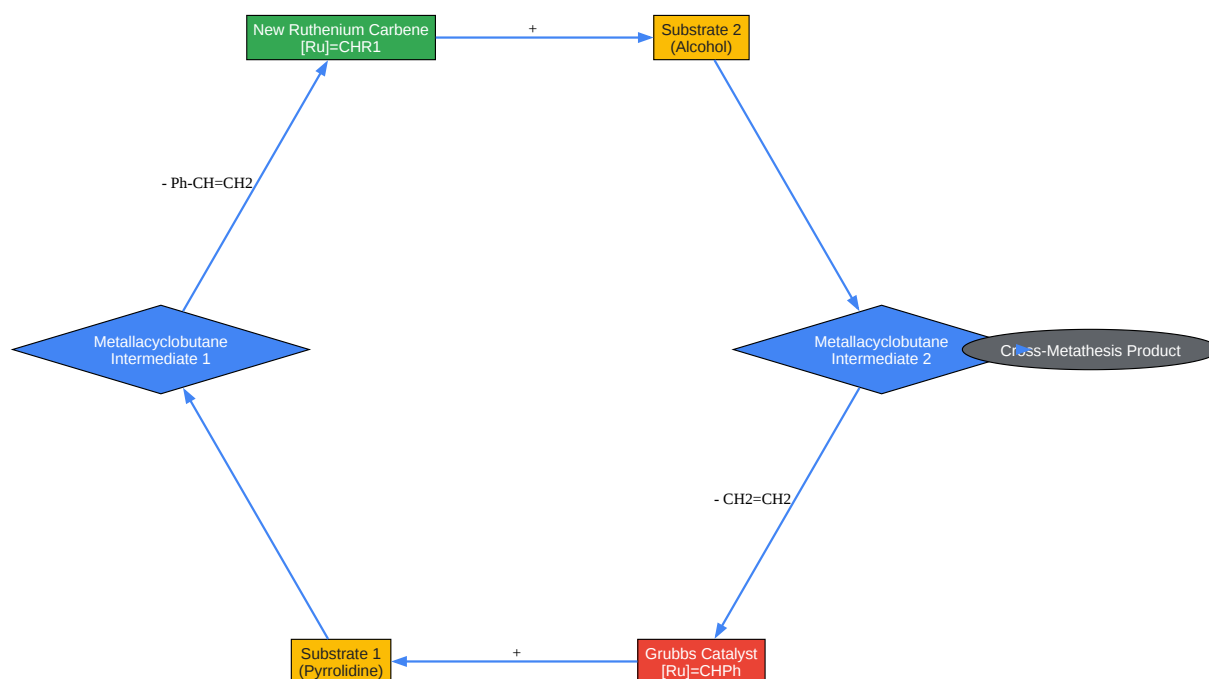 New Ruthenium Carbene
[Ru]=CHR1
+
Substrate 2
(Alcohol)
- Ph-CH=CH2
Metallacyclobutane
Intermediate 1
Metallacyclobutane
Intermediate 2
Cross-Metathesis Product
- CH2=CH2
Substrate 1
(Pyrrolidine)
+
Grubbs Catalyst
[Ru]=CHPh